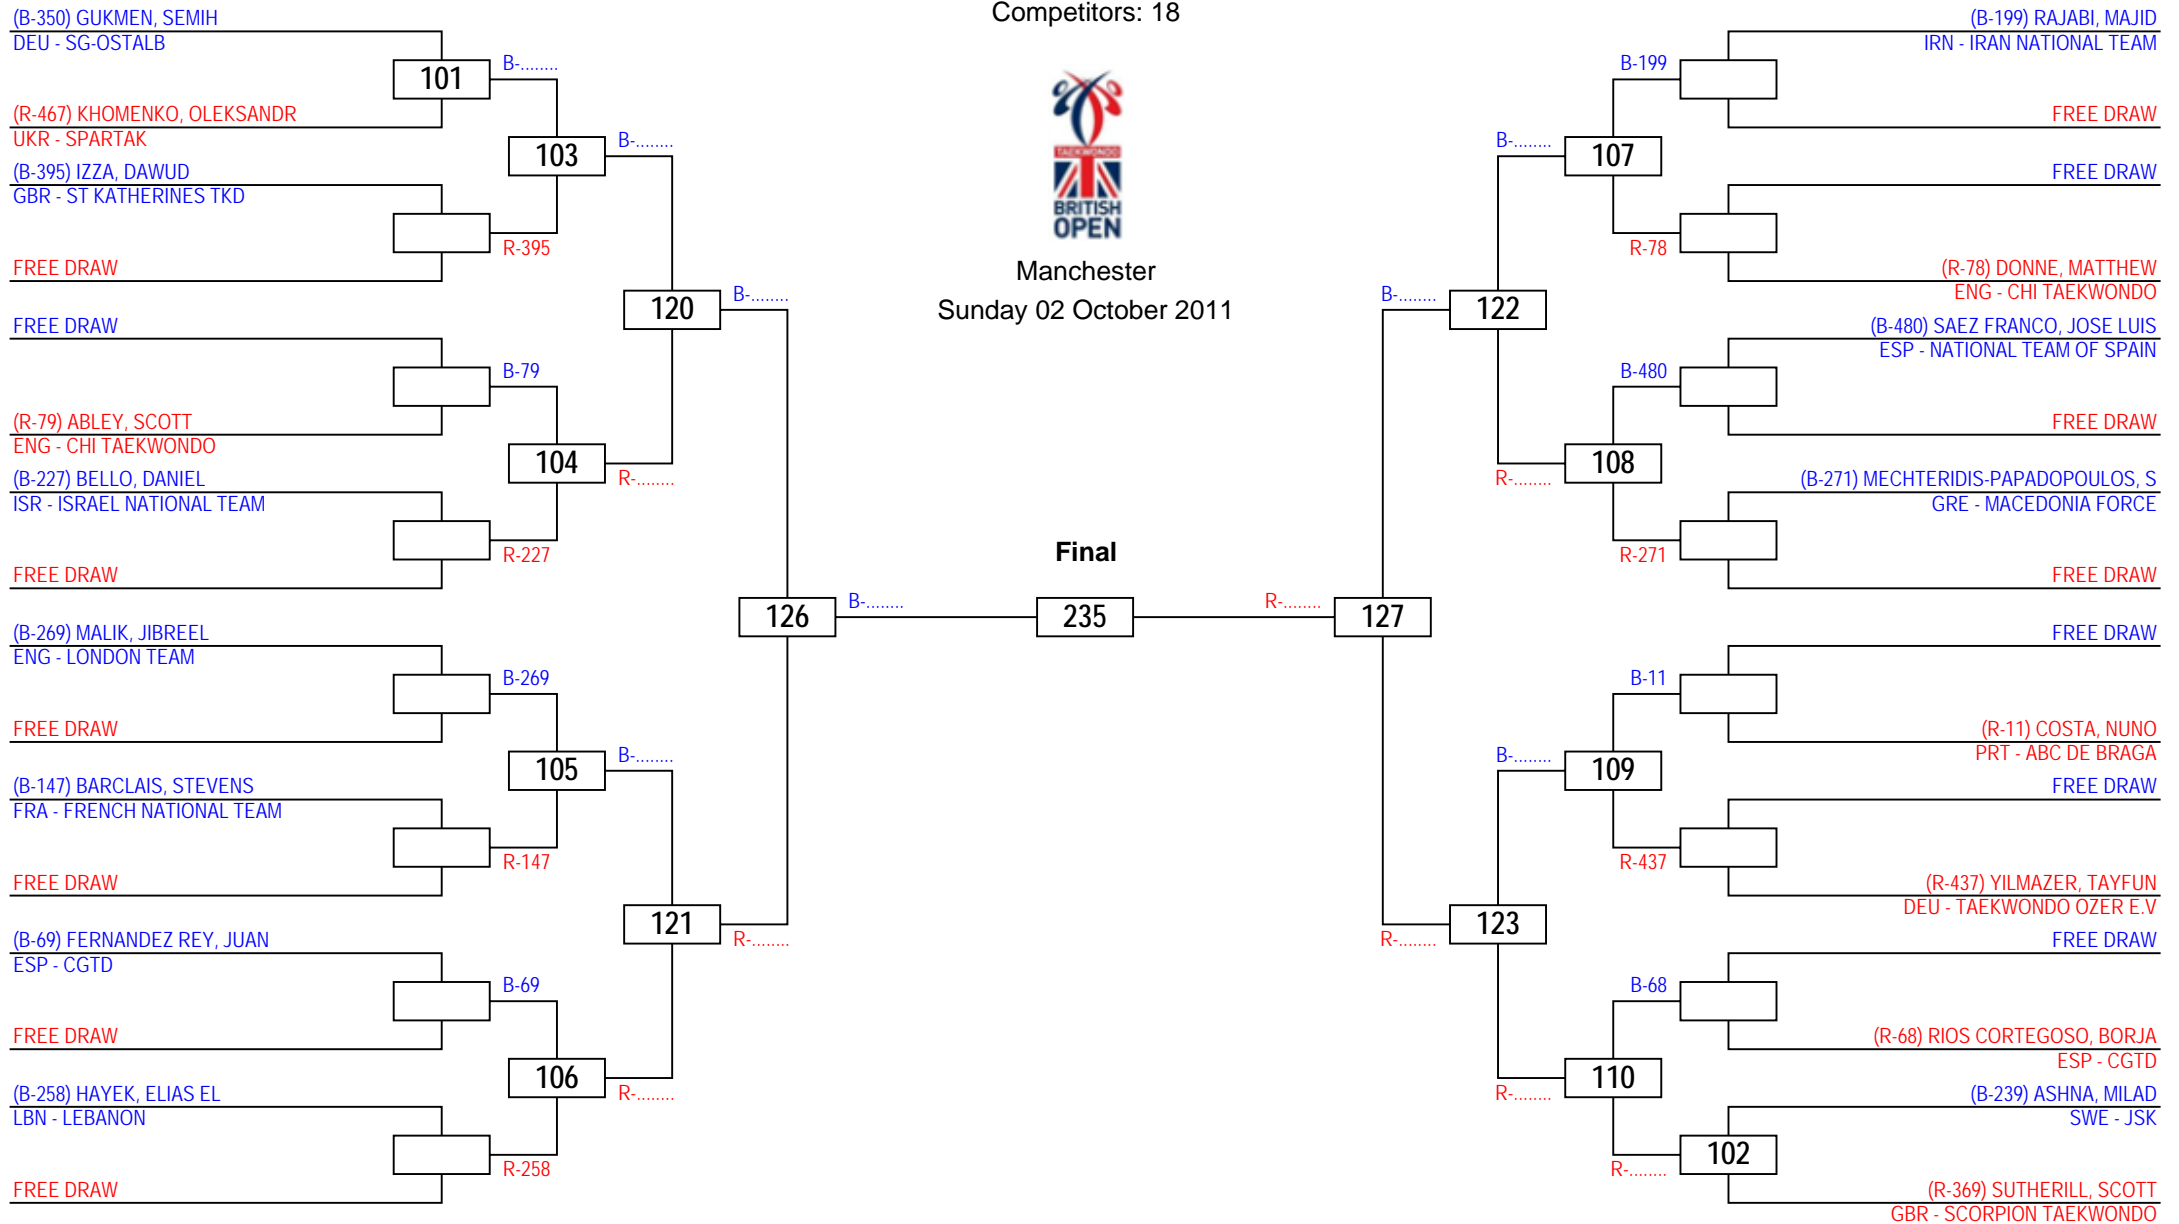 Competitors: 18
TAEKWONDO
BRITISH
OPEN
Manchester
Sunday 02 October 2011
Final
235
(B-350) GUKMEN, SEMIH
DEU - SG-OSTALB
101
B-........
(R-467) KHOMENKO, OLEKSANDR
UKR - SPARTAK
103
B-........
(B-395) IZZA, DAWUD
GBR - ST KATHERINES TKD
R-395
FREE DRAW
120
B-........
FREE DRAW
B-79
(R-79) ABLEY, SCOTT
ENG - CHI TAEKWONDO
104
R-........
(B-227) BELLO, DANIEL
ISR - ISRAEL NATIONAL TEAM
R-227
FREE DRAW
126
B-........
(B-269) MALIK, JIBREEL
ENG - LONDON TEAM
B-269
FREE DRAW
105
B-........
(B-147) BARCLAIS, STEVENS
FRA - FRENCH NATIONAL TEAM
R-147
FREE DRAW
121
R-........
(B-69) FERNANDEZ REY, JUAN
ESP - CGTD
B-69
FREE DRAW
106
R-........
(B-258) HAYEK, ELIAS EL
LBN - LEBANON
R-258
FREE DRAW
(B-199) RAJABI, MAJID
IRN - IRAN NATIONAL TEAM
B-199
FREE DRAW
B-........
107
FREE DRAW
R-78
(R-78) DONNE, MATTHEW
ENG - CHI TAEKWONDO
B-........
122
(B-480) SAEZ FRANCO, JOSE LUIS
ESP - NATIONAL TEAM OF SPAIN
B-480
FREE DRAW
R-........
108
(B-271) MECHTERIDIS-PAPADOPOULOS, S
GRE - MACEDONIA FORCE
R-271
FREE DRAW
R-........
127
FREE DRAW
B-11
(R-11) COSTA, NUNO
PRT - ABC DE BRAGA
B-........
109
FREE DRAW
R-437
(R-437) YILMAZER, TAYFUN
DEU - TAEKWONDO OZER E.V
R-........
123
FREE DRAW
B-68
(R-68) RIOS CORTEGOSO, BORJA
ESP - CGTD
R-........
110
(B-239) ASHNA, MILAD
SWE - JSK
R-........
102
(R-369) SUTHERILL, SCOTT
GBR - SCORPION TAEKWONDO